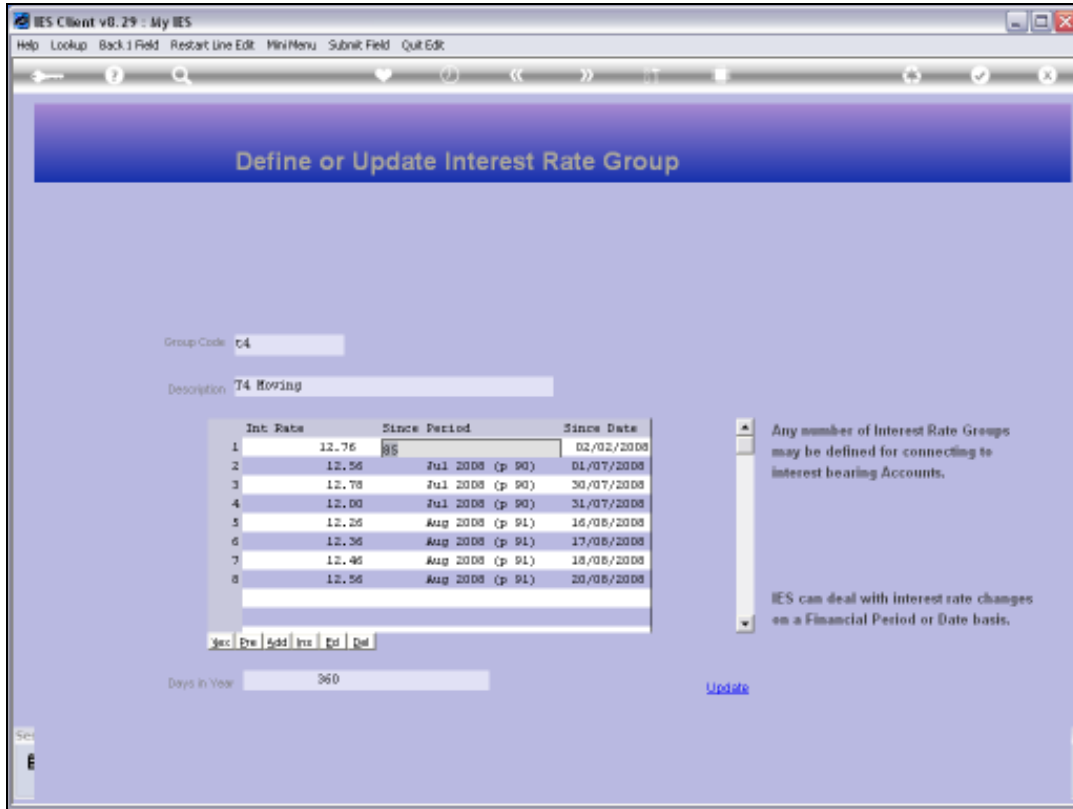 IES Client v8.29 : My IES
Help Lookup Back 1 Field Restart Line Edit MiniMenu Submit Field Quit Edit
Define or Update Interest Rate Group
Group Code t4
Description T4 Moving
Int Rate Since Period Since Date
1 12.76 85 02/02/2008
2 12.56 Jul 2008 (p 90) 01/07/2008
3 12.78 Jul 2008 (p 90) 30/07/2008
4 12.00 Jul 2008 (p 90) 31/07/2008
5 12.26 Aug 2008 (p 91) 16/08/2008
6 12.36 Aug 2008 (p 91) 17/08/2008
7 12.46 Aug 2008 (p 91) 18/08/2008
8 12.56 Aug 2008 (p 91) 20/08/2008
Any number of Interest Rate Groups
may be defined for connecting to
interest bearing Accounts.
IES can deal with interest rate changes
on a Financial Period or Date basis.
Nex Pre Add Ins Ed Del
Days in Year 360
Update